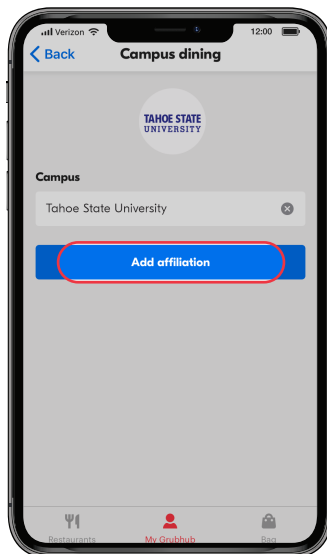 Verizon 12:00
Back Campus dining
TAHOE STATE
UNIVERSITY
Campus
Tahoe State University
Add affiliation
Restaurants My Grubhub Bag